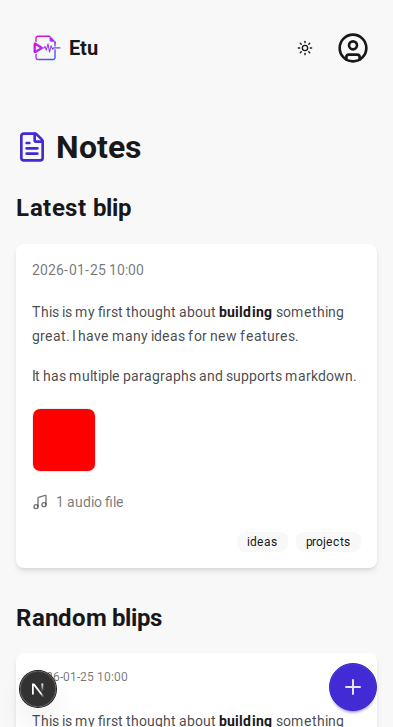 Etu
Notes
Latest blip
2026-01-25 10:00
This is my first thought about building something
great. I have many ideas for new features.
It has multiple paragraphs and supports markdown.
1 audio file
ideas projects
Random blips
6-01-25 10:00
N
This is my first thought about building something